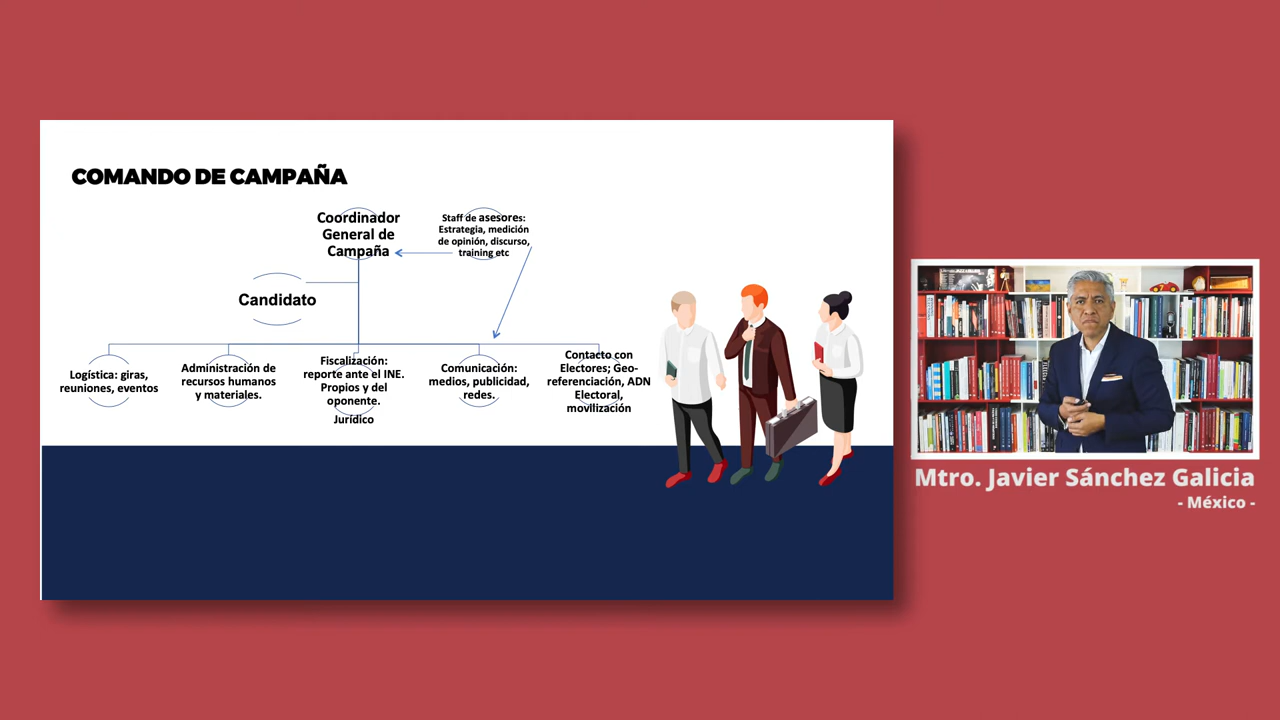 COMANDO DE CAMPAÑA
Coordinador
General de
Campaña
Staff de asesores:
Estrategia, medición
de opinión, discurso,
training etc
Candidato
Logística: giras,
reuniones, eventos
Administración de
recursos humanos
y materiales.
Fiscalización:
reporte ante el INE.
Propios y del
oponente.
Jurídico
Comunicación:
medios, publicidad,
redes.
Contacto con
Electores; Geo-
referenciación, ADN
Electoral,
movilización
Mtro. Javier Sánchez Galicia
- México -